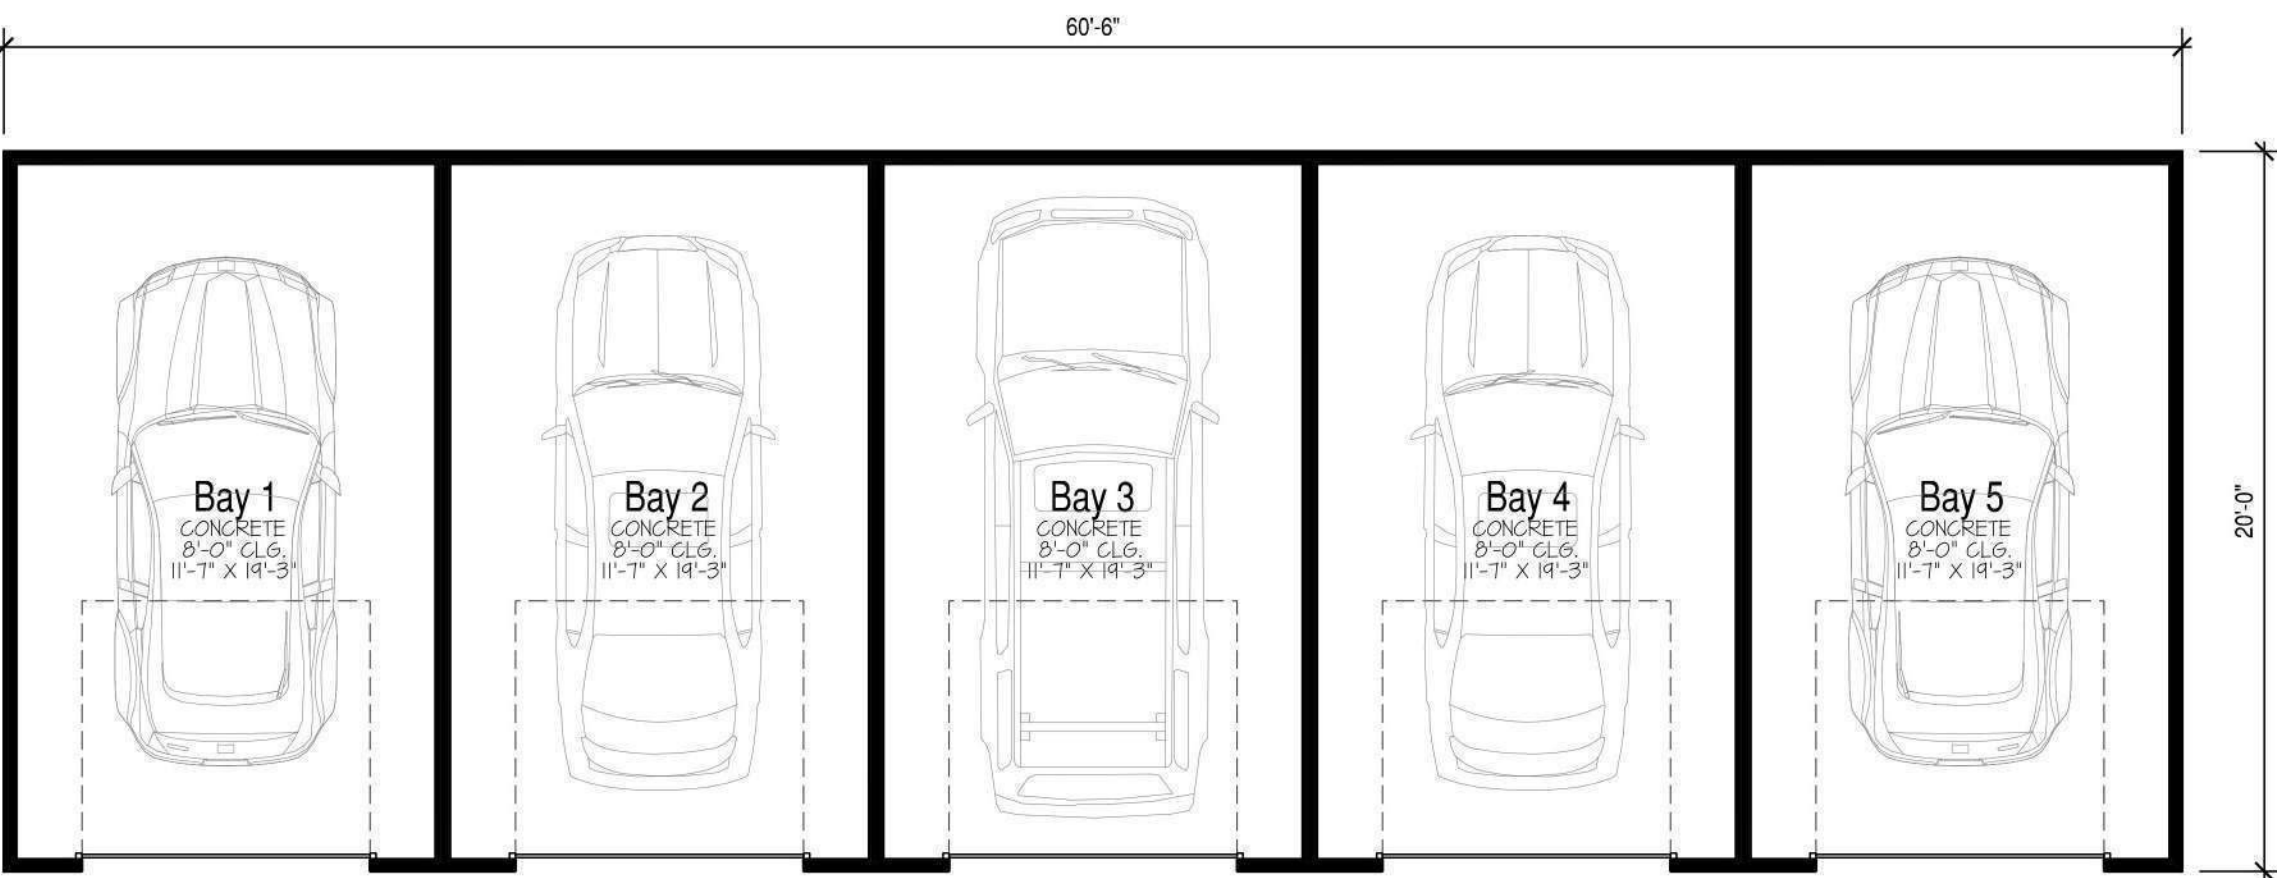 60'-6"
Bay 1
CONCRETE
8'-0" CLG.
11'-7" X 19'-3"
Bay 2
CONCRETE
8'-0" CLG.
11'-7" X 19'-3"
Bay 3
CONCRETE
8'-0" CLG.
11'-7" X 19'-3"
Bay 4
CONCRETE
8'-0" CLG.
11'-7" X 19'-3"
Bay 5
CONCRETE
8'-0" CLG.
11'-7" X 19'-3"
20'-0"